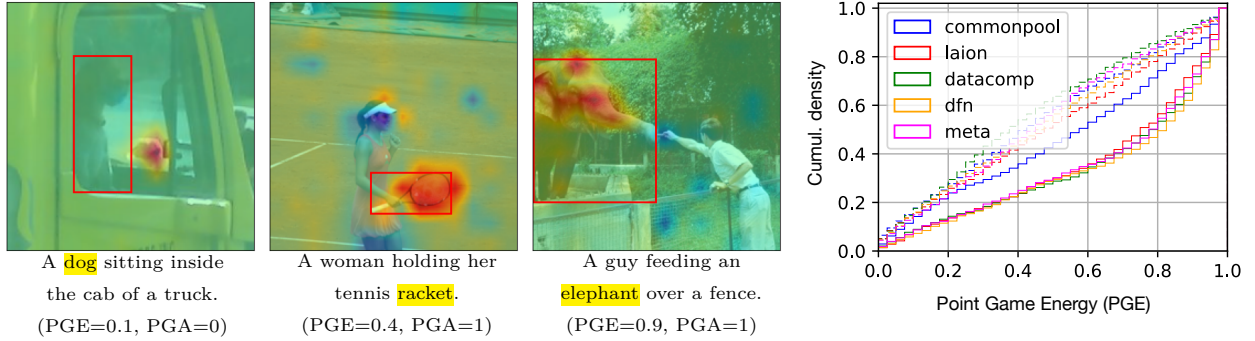 A dog sitting inside
the cab of a truck.
(PGE=0.1, PGA=0)
A woman holding her
tennis racket.
(PGE=0.4, PGA=1)
A guy feeding an
elephant over a fence.
(PGE=0.9, PGA=1)
Cumul. density
1.0
0.8
0.6
0.4
0.2
0.0
commonpool
laion
datacomp
dfn
meta
0.0 0.2 0.4 0.6 0.8 1.0
Point Game Energy (PGE)